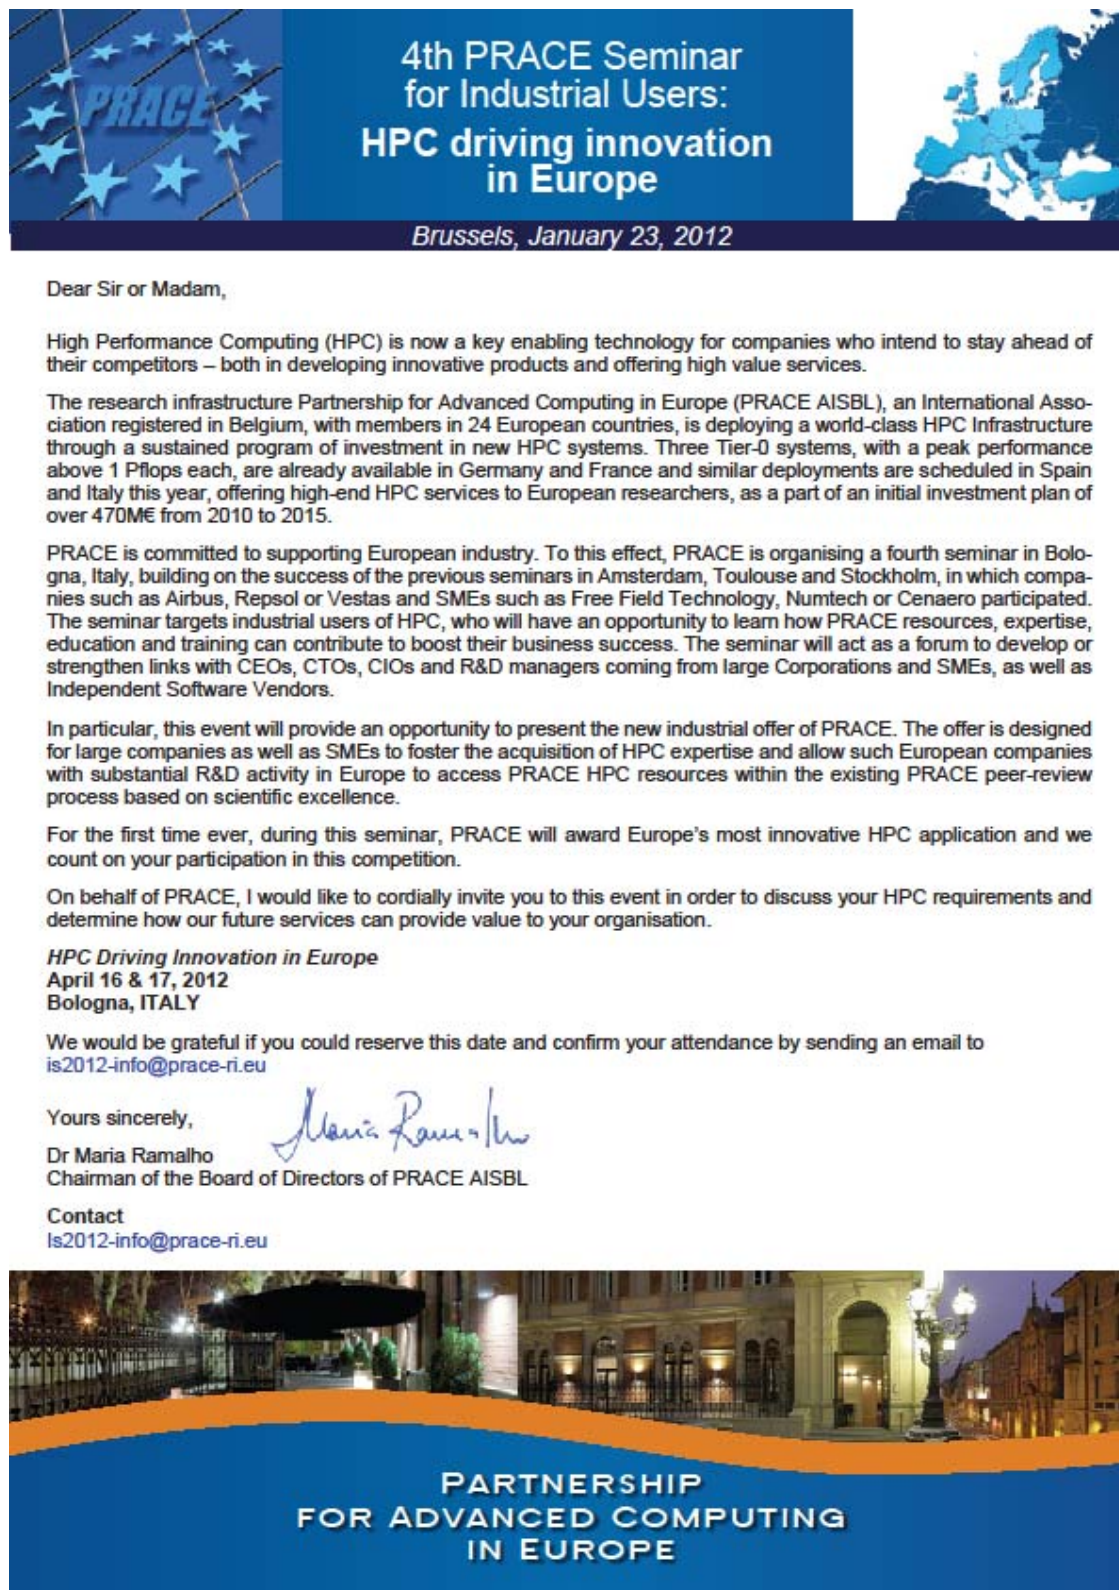 PRACE
4th PRACE Seminar
for Industrial Users:
HPC driving innovation
in Europe
Brussels, January 23, 2012
Dear Sir or Madam,
High Performance Computing (HPC) is now a key enabling technology for companies who intend to stay ahead of
their competitors – both in developing innovative products and offering high value services.
The research infrastructure Partnership for Advanced Computing in Europe (PRACE AISBL), an International Asso-
ciation registered in Belgium, with members in 24 European countries, is deploying a world-class HPC Infrastructure
through a sustained program of investment in new HPC systems. Three Tier-0 systems, with a peak performance
above 1 Pflops each, are already available in Germany and France and similar deployments are scheduled in Spain
and Italy this year, offering high-end HPC services to European researchers, as a part of an initial investment plan of
over 470M€ from 2010 to 2015.
PRACE is committed to supporting European industry. To this effect, PRACE is organising a fourth seminar in Bolo-
gna, Italy, building on the success of the previous seminars in Amsterdam, Toulouse and Stockholm, in which compa-
nies such as Airbus, Repsol or Vestas and SMEs such as Free Field Technology, Numtech or Cenaero participated.
The seminar targets industrial users of HPC, who will have an opportunity to learn how PRACE resources, expertise,
education and training can contribute to boost their business success. The seminar will act as a forum to develop or
strengthen links with CEOs, CTOs, CIOs and R&D managers coming from large Corporations and SMEs, as well as
Independent Software Vendors.
In particular, this event will provide an opportunity to present the new industrial offer of PRACE. The offer is designed
for large companies as well as SMEs to foster the acquisition of HPC expertise and allow such European companies
with substantial R&D activity in Europe to access PRACE HPC resources within the existing PRACE peer-review
process based on scientific excellence.
For the first time ever, during this seminar, PRACE will award Europe's most innovative HPC application and we
count on your participation in this competition.
On behalf of PRACE, I would like to cordially invite you to this event in order to discuss your HPC requirements and
determine how our future services can provide value to your organisation.
HPC Driving Innovation in Europe
April 16 & 17, 2012
Bologna, ITALY
We would be grateful if you could reserve this date and confirm your attendance by sending an email to
is2012-info@prace-ri.eu
Yours sincerely,
Maria Ramalho
Dr Maria Ramalho
Chairman of the Board of Directors of PRACE AISBL
Contact
Is2012-info@prace-ri.eu
PARTNERSHIP
FOR ADVANCED COMPUTING
IN EUROPE